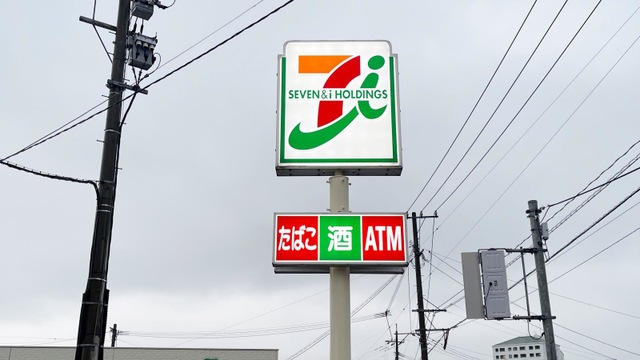 SEVEN & i HOLDINGS
たばこ 酒 ATM